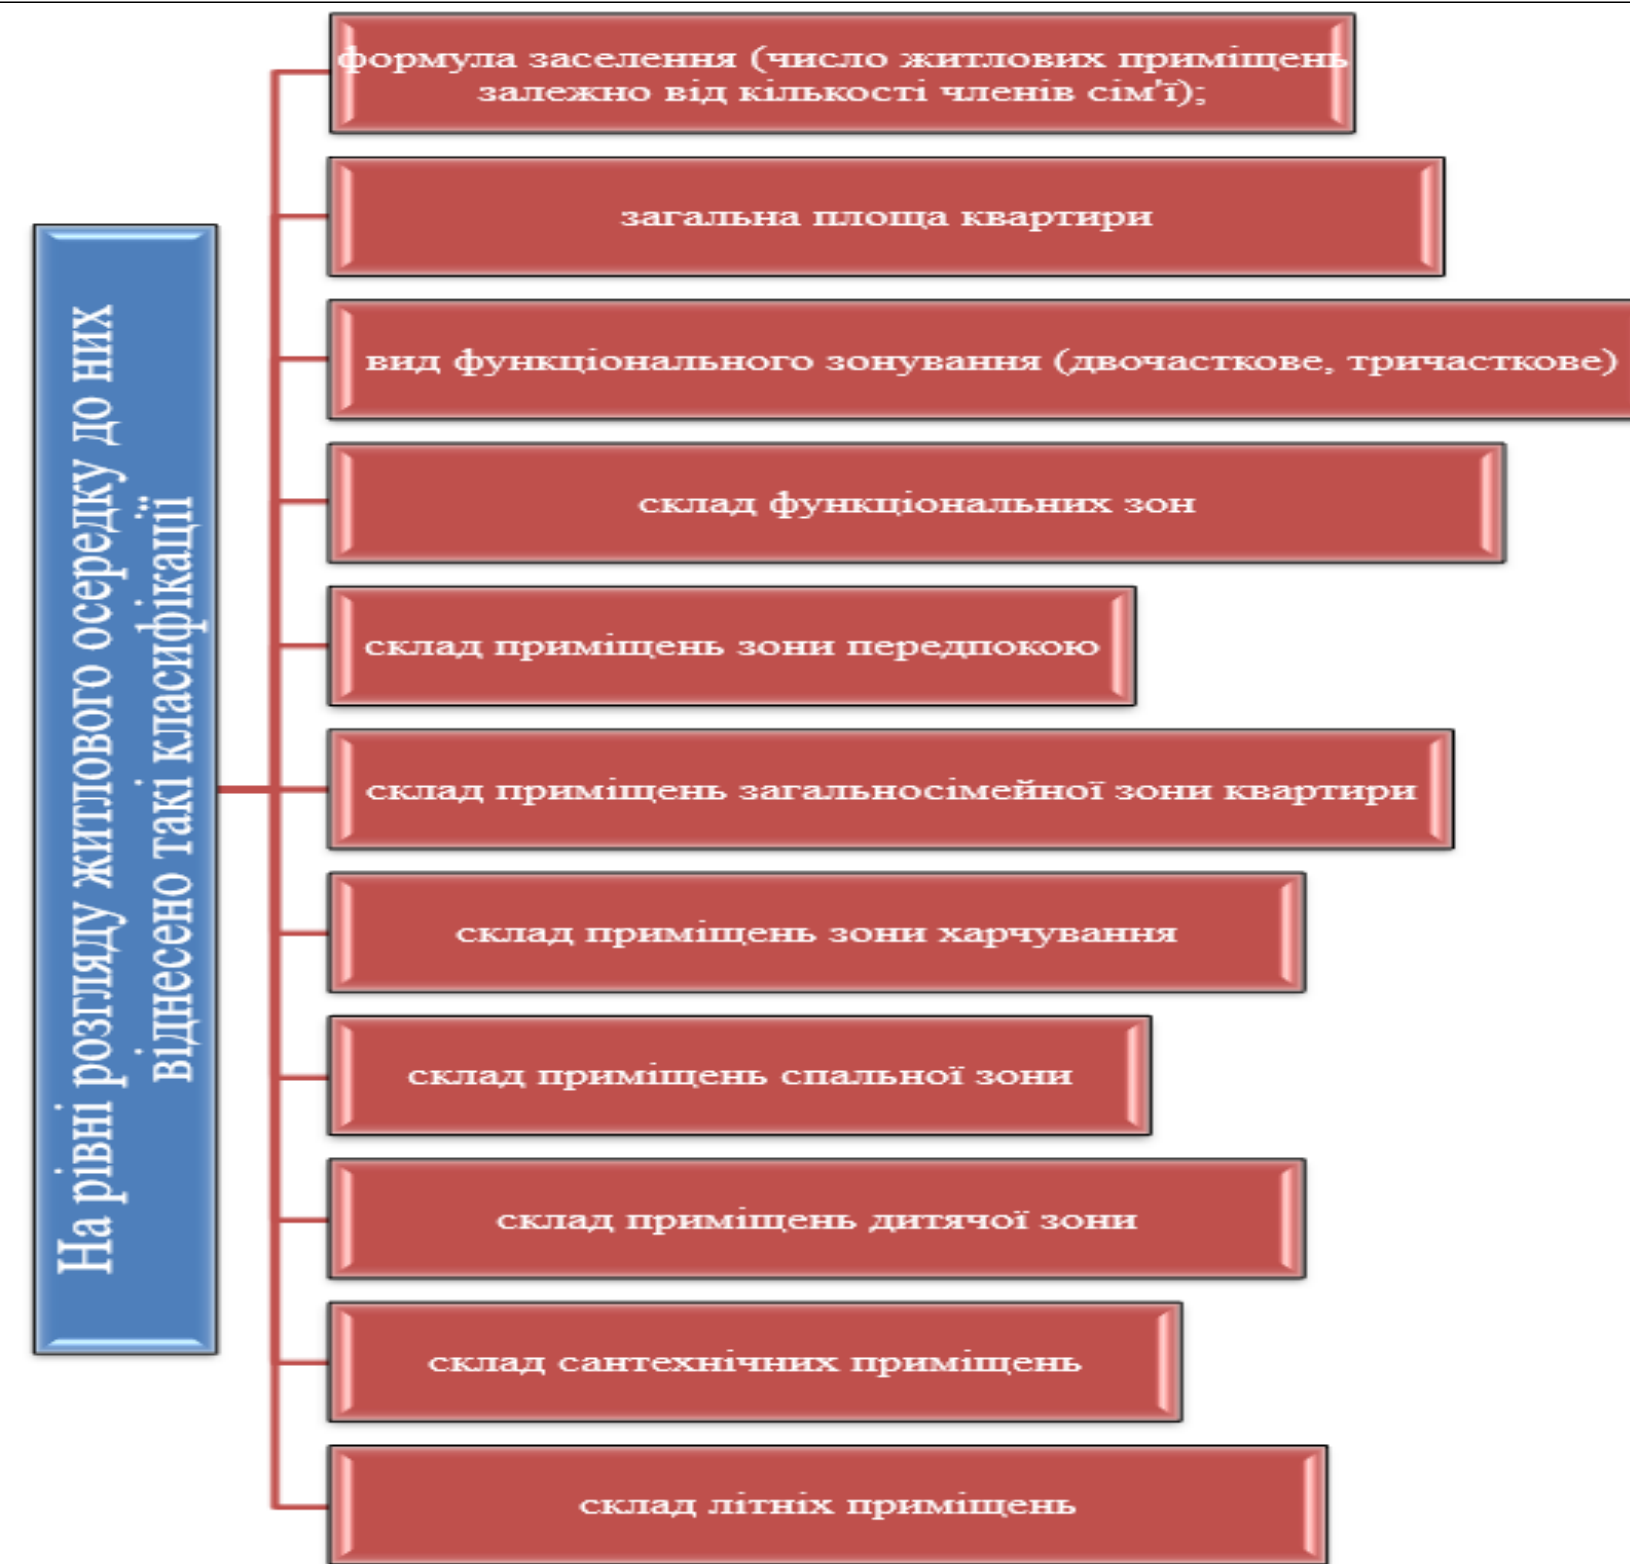 На рівні розгляду житлового осередку до них
віднесено такі класифікації
формула заселення (число житлових приміщень
залежно від кількості членів сім'ї);
загальна площа квартири
вид функціонального зонування (двочасткове, тричасткове)
склад функціональних зон
склад приміщень зони передпокою
склад приміщень загальносімейної зони квартири
склад приміщень зони харчування
склад приміщень спальної зони
склад приміщень дитячої зони
склад сантехнічних приміщень
склад літніх приміщень